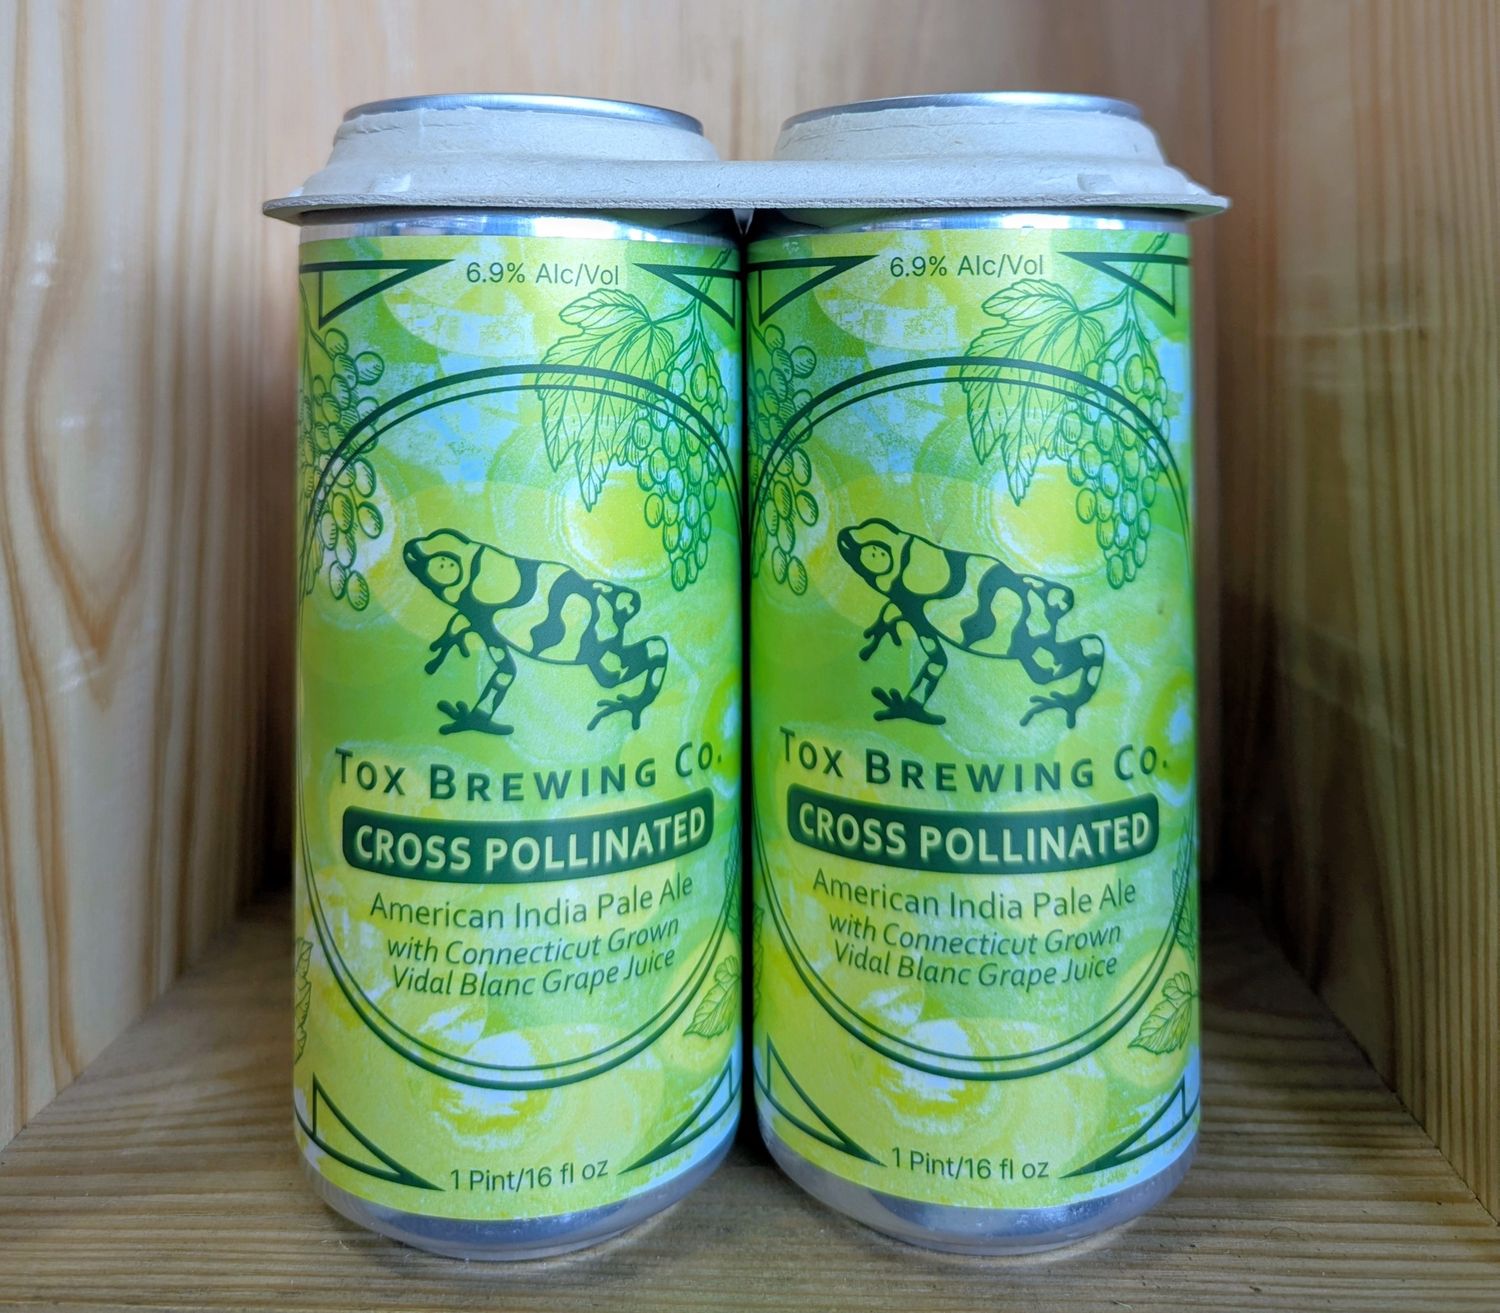 6.9% Alc/Vol
Tox Brewing Co.
CROSS POLLINATED
American India Pale Ale
with Connecticut Grown
Vidal Blanc Grape Juice
1 Pint/16 fl oz
6.9% Alc/Vol
Tox Brewing Co.
CROSS POLLINATED
American India Pale Ale
with Connecticut Grown
Vidal Blanc Grape Juice
1 Pint/16 fl oz